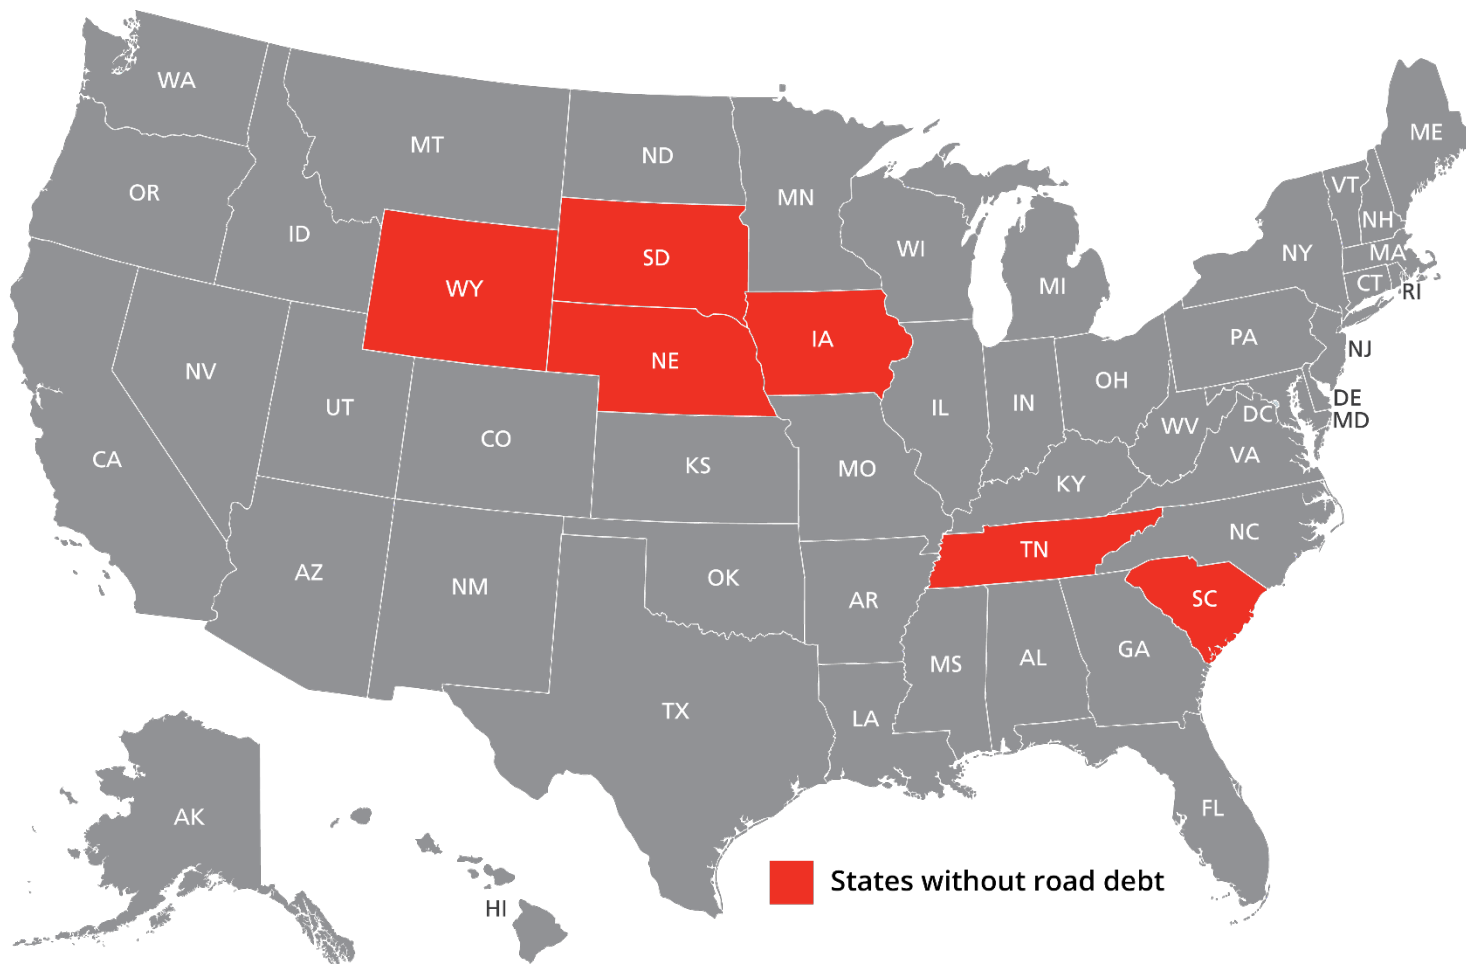 WA
MT
ND
MN
ME
OR
ID
WY
SD
WI
MI
VT
NH
NY
MA
CT
RI
NV
UT
CO
NE
IA
IL
IN
OH
PA
NJ
DE
MD
DC
WV
VA
CA
KS
MO
KY
AZ
NM
OK
AR
TN
NC
SC
TX
LA
MS
AL
GA
FL
AK
HI
States without road debt